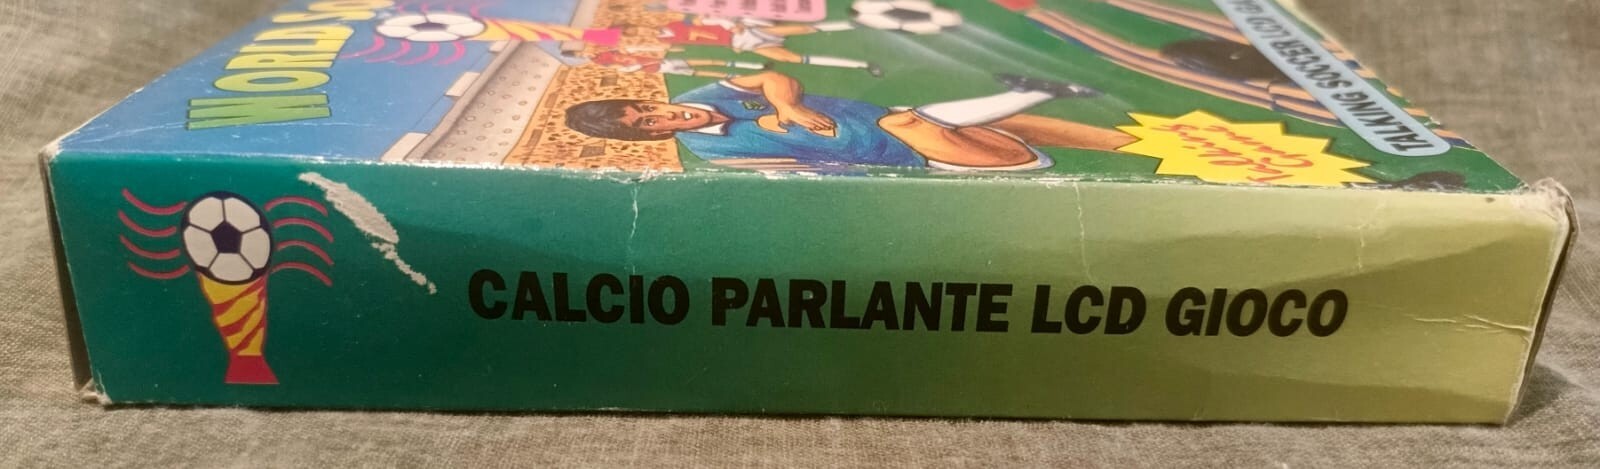 WORLD SO
TALKING SOCCER LCD
CALCIO PARLANTE LCD GIOCO